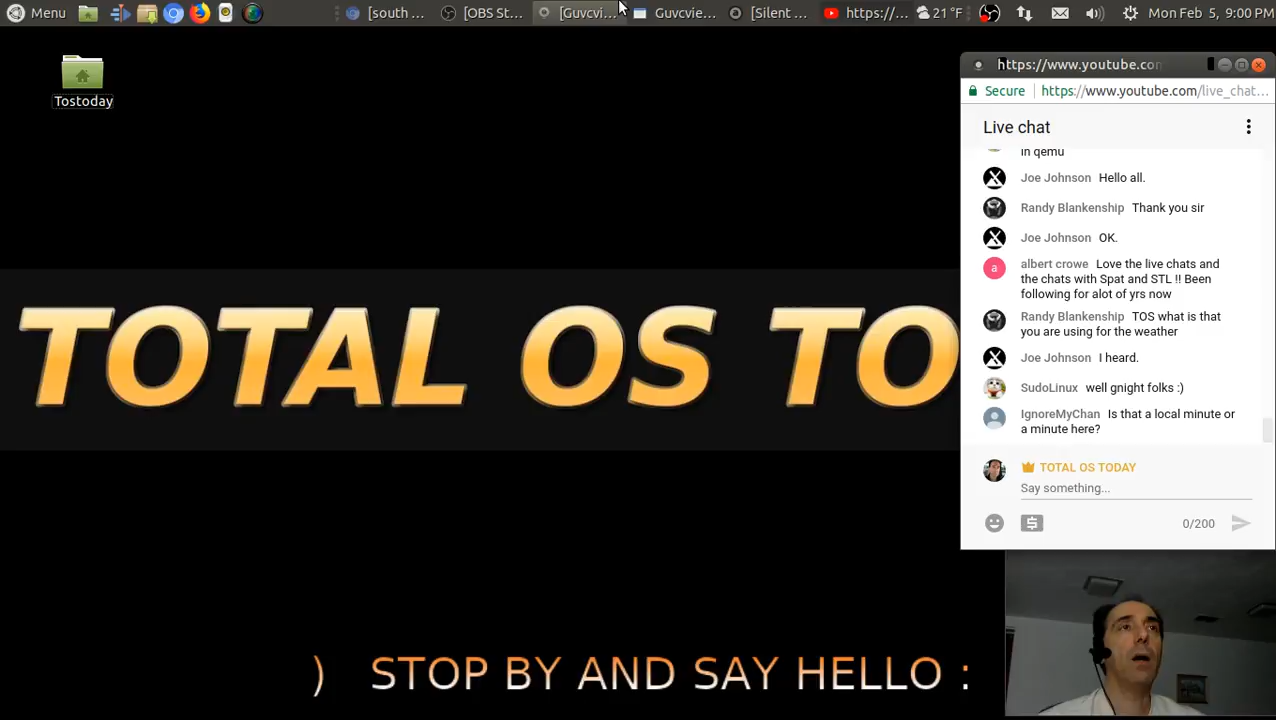 Menu [south ... [OBS St... [Guvcvi... Guvcvie... [Silent ... https://... 21 °F Mon Feb 5, 9:00 PM
Tostoday
https://www.youtube.con
Secure https://www.youtube.com/live_chat...
Live chat
in qemu
Joe Johnson Hello all.
Randy Blankenship Thank you sir
Joe Johnson OK.
albert crowe Love the live chats and
the chats with Spat and STL !! Been
following for alot of yrs now
Randy Blankenship TOS what is that
you are using for the weather
Joe Johnson I heard.
SudoLinux well gnight folks :)
IgnoreMyChan Is that a local minute or
a minute here?
TOTAL OS TODAY
Say something...
0/200
TOTAL OS TO
) STOP BY AND SAY HELLO :